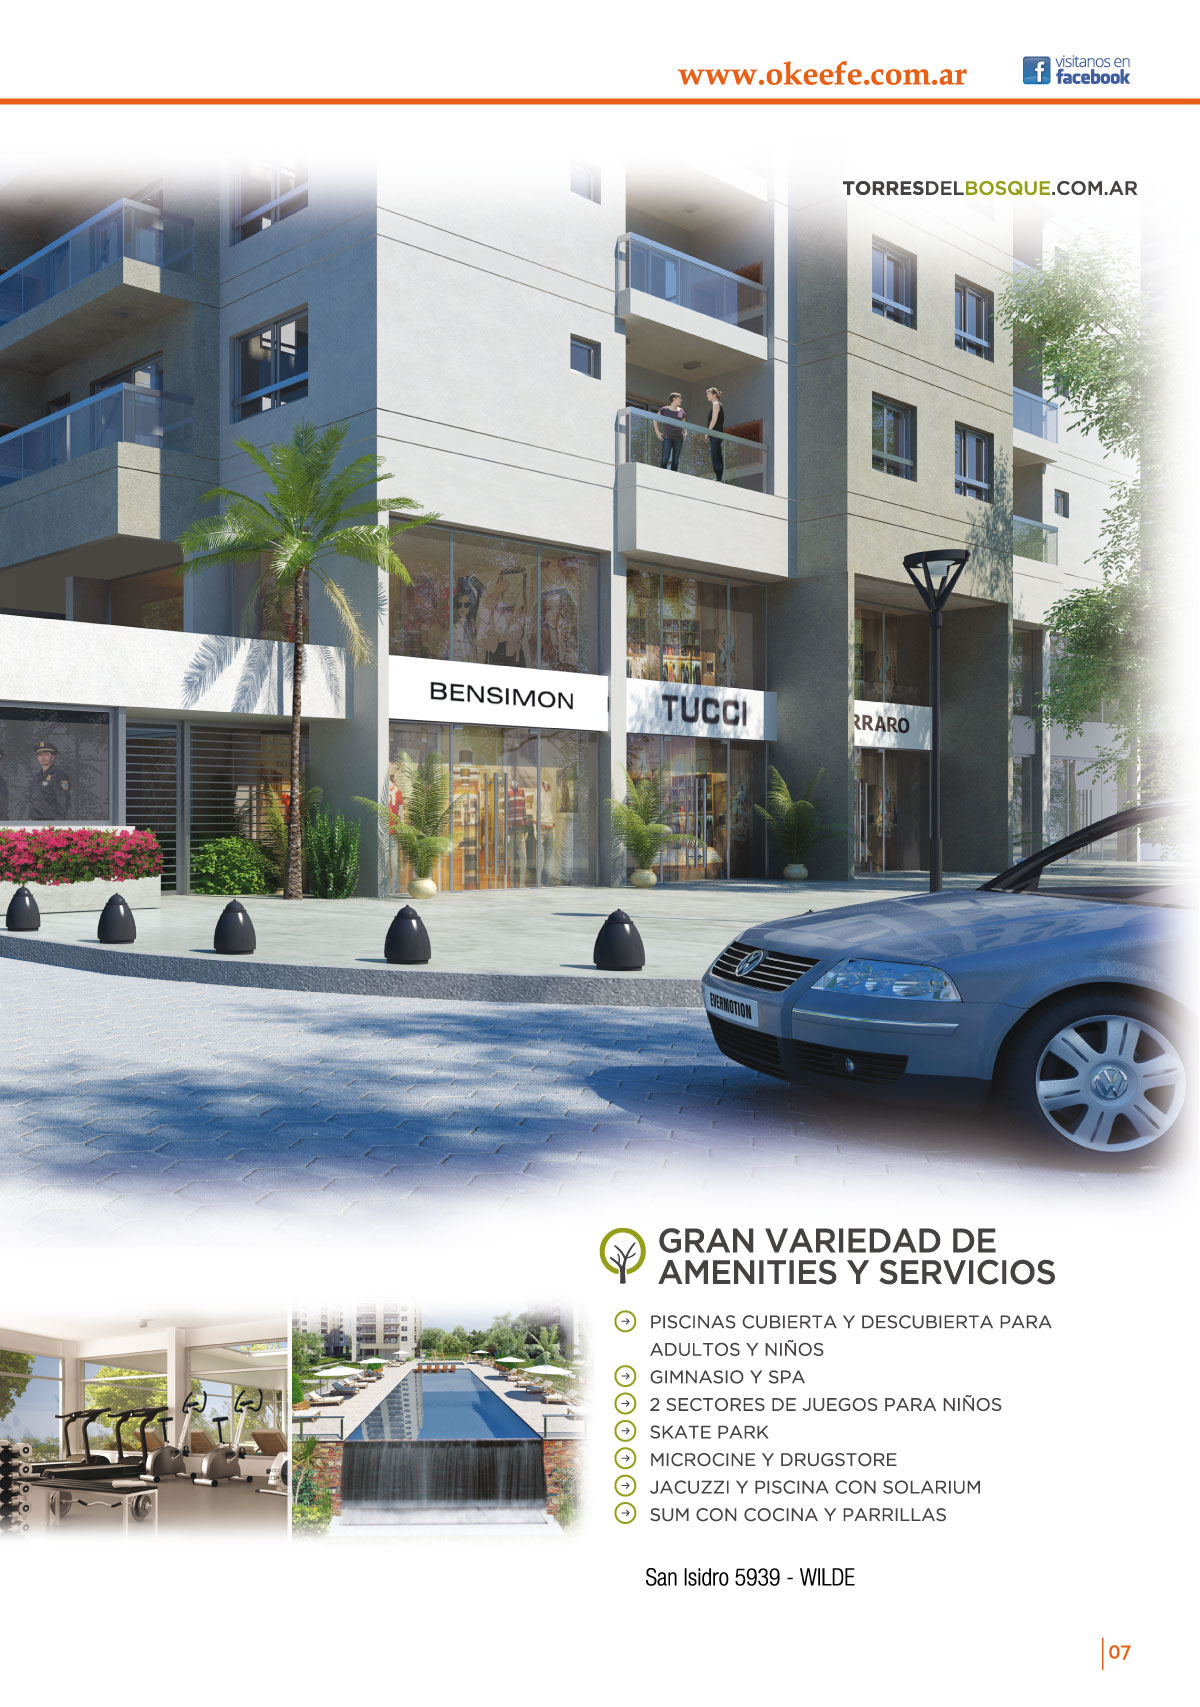 www.okeefe.com.ar
visitanos en
facebook
TORRESDELBOSQUE.COM.AR
BENSIMON
TUCCI
RRARO
EVERMOTION
GRAN VARIEDAD DE
AMENITIES Y SERVICIOS
PISCINAS CUBIERTA Y DESCUBIERTA PARA
ADULTOS Y NIÑOS
GIMNASIO Y SPA
2 SECTORES DE JUEGOS PARA NIÑOS
SKATE PARK
MICROCINE Y DRUGSTORE
JACUZZI Y PISCINA CON SOLARIUM
SUM CON COCINA Y PARRILLAS
San Isidro 5939 - WILDE
07